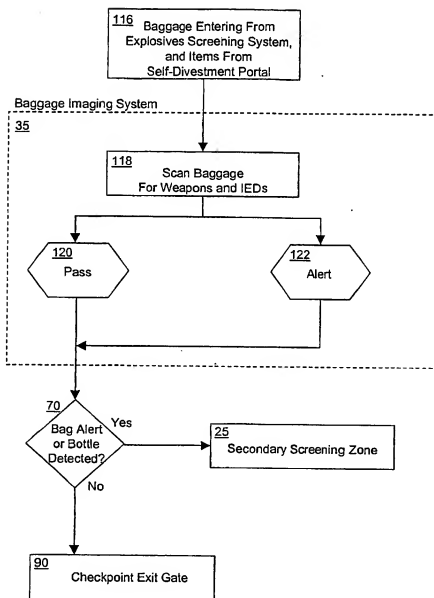 116 Baggage Entering From
Explosives Screening System,
and Items From
Self-Divestment Portal
Baggage Imaging System
35
118 Scan Baggage
For Weapons and IEDs
120
Pass
122
Alert
70
Bag Alert
or Bottle
Detected?
Yes
25
Secondary Screening Zone
No
90
Checkpoint Exit Gate